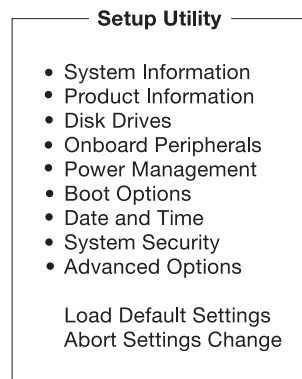 Setup Utility
• System Information
• Product Information
• Disk Drives
• Onboard Peripherals
• Power Management
• Boot Options
• Date and Time
• System Security
• Advanced Options
Load Default Settings
Abort Settings Change